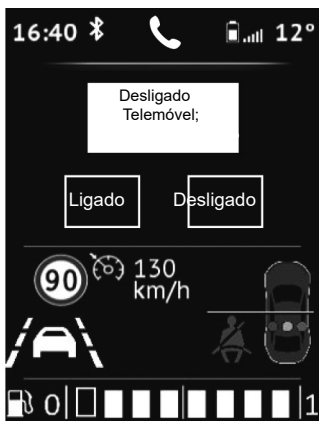 16:40 12°
Desligado
Telemóvel;
Ligado Desligado
90 130
km/h
0 1